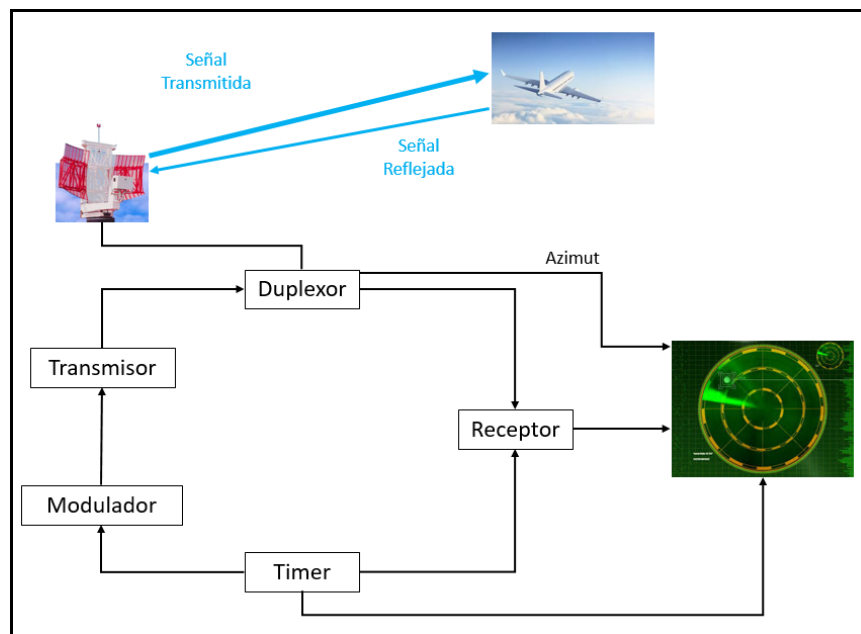 Señal
Transmitida
Señal
Reflejada
Azimut
Duplexor
Transmisor
Receptor
Modulador
Timer